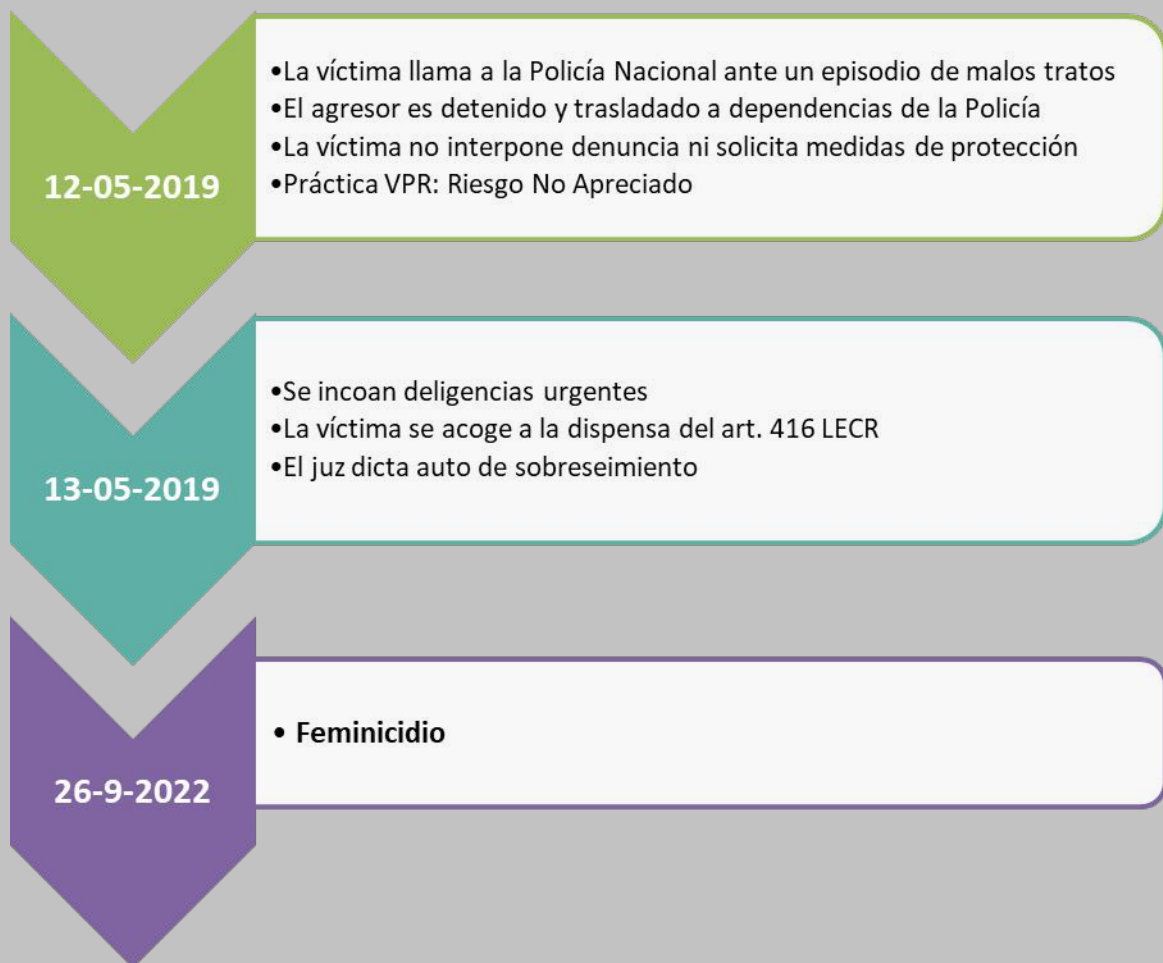 12-05-2019
•La víctima llama a la Policía Nacional ante un episodio de malos tratos
•El agresor es detenido y trasladado a dependencias de la Policía
•La víctima no interpone denuncia ni solicita medidas de protección
•Práctica VPR: Riesgo No Apreciado
13-05-2019
•Se incoan deligencias urgentes
•La víctima se acoge a la dispensa del art. 416 LECR
•El juz dicta auto de sobreseimiento
26-9-2022
• Feminicidio